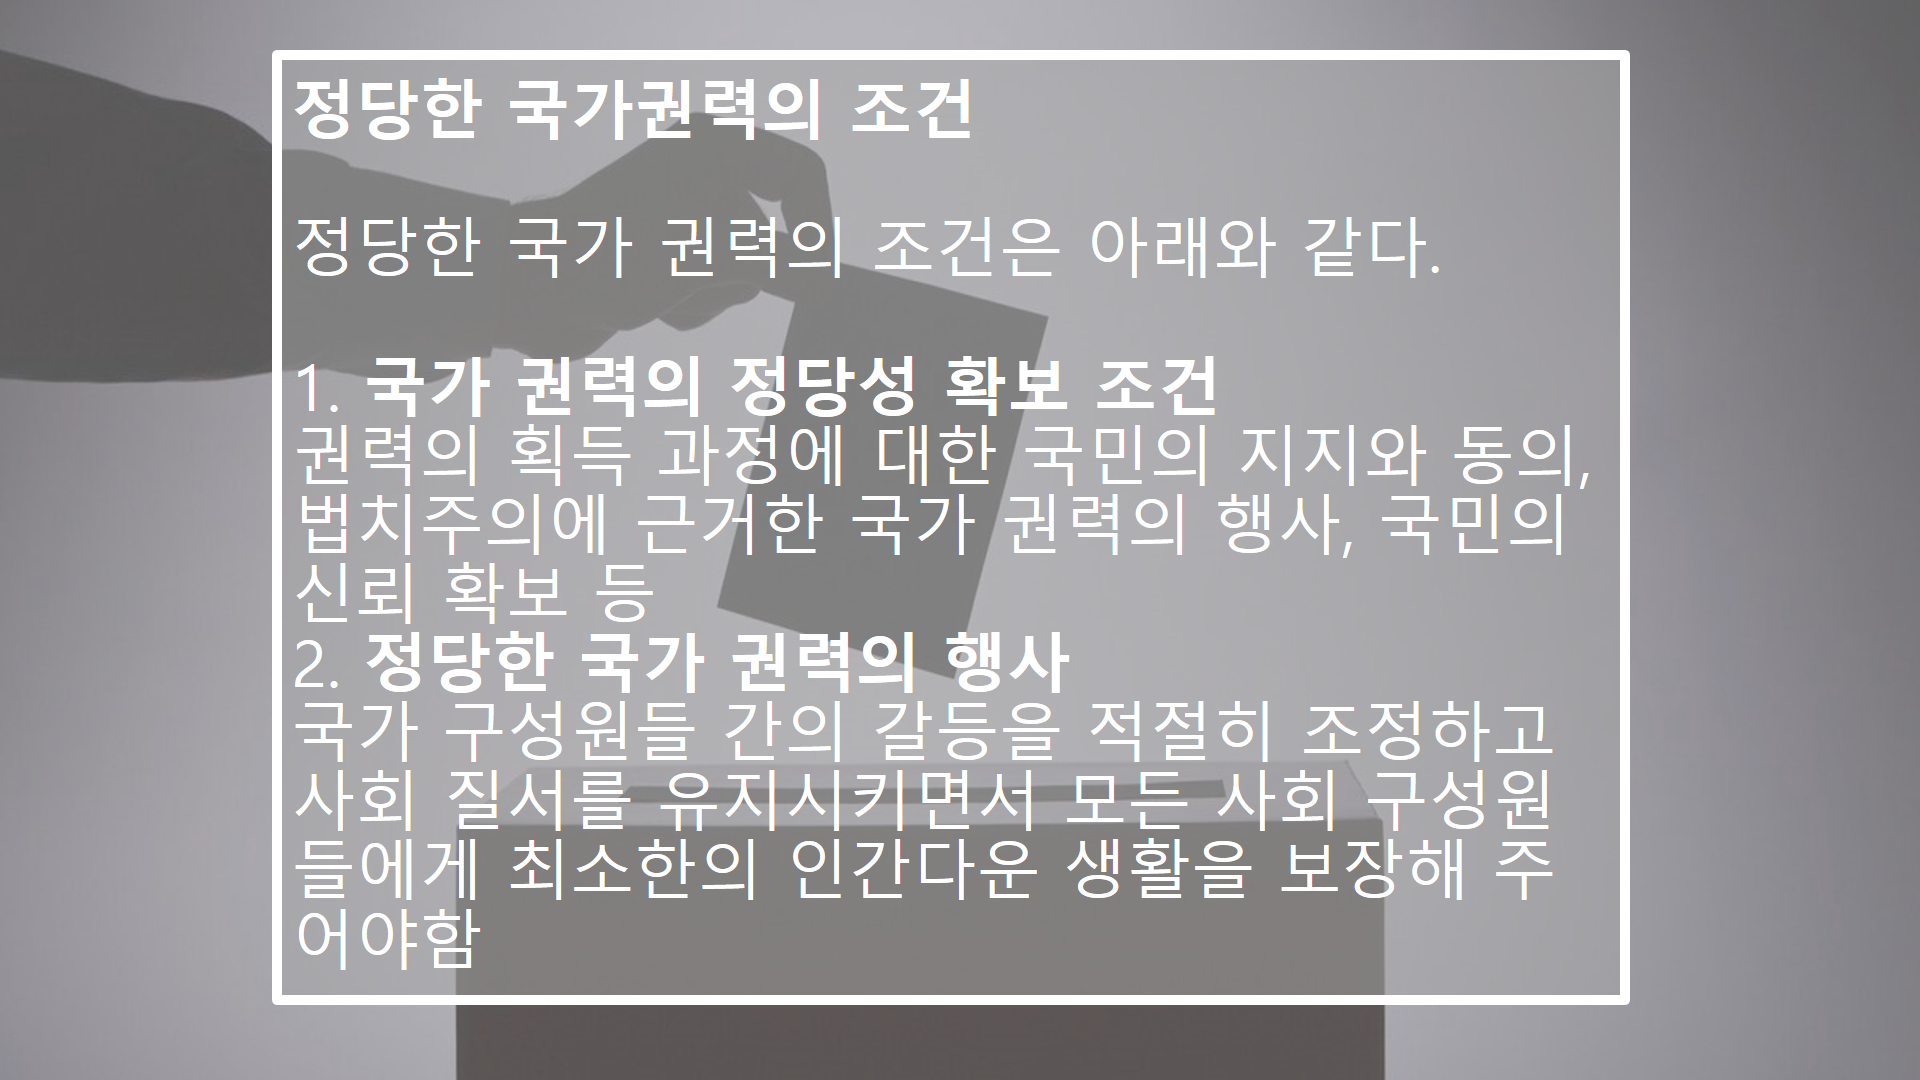 정당한 국가권력의 조건
정당한 국가 권력의 조건은 아래와 같다.
1. 국가 권력의 정당성 확보 조건
권력의 획득 과정에 대한 국민의 지지와 동의,
법치주의에 근거한 국가 권력의 행사, 국민의
신뢰 확보 등
2. 정당한 국가 권력의 행사
국가 구성원들 간의 갈등을 적절히 조정하고
사회 질서를 유지시키면서 모든 사회 구성원
들에게 최소한의 인간다운 생활을 보장해 주
어야함